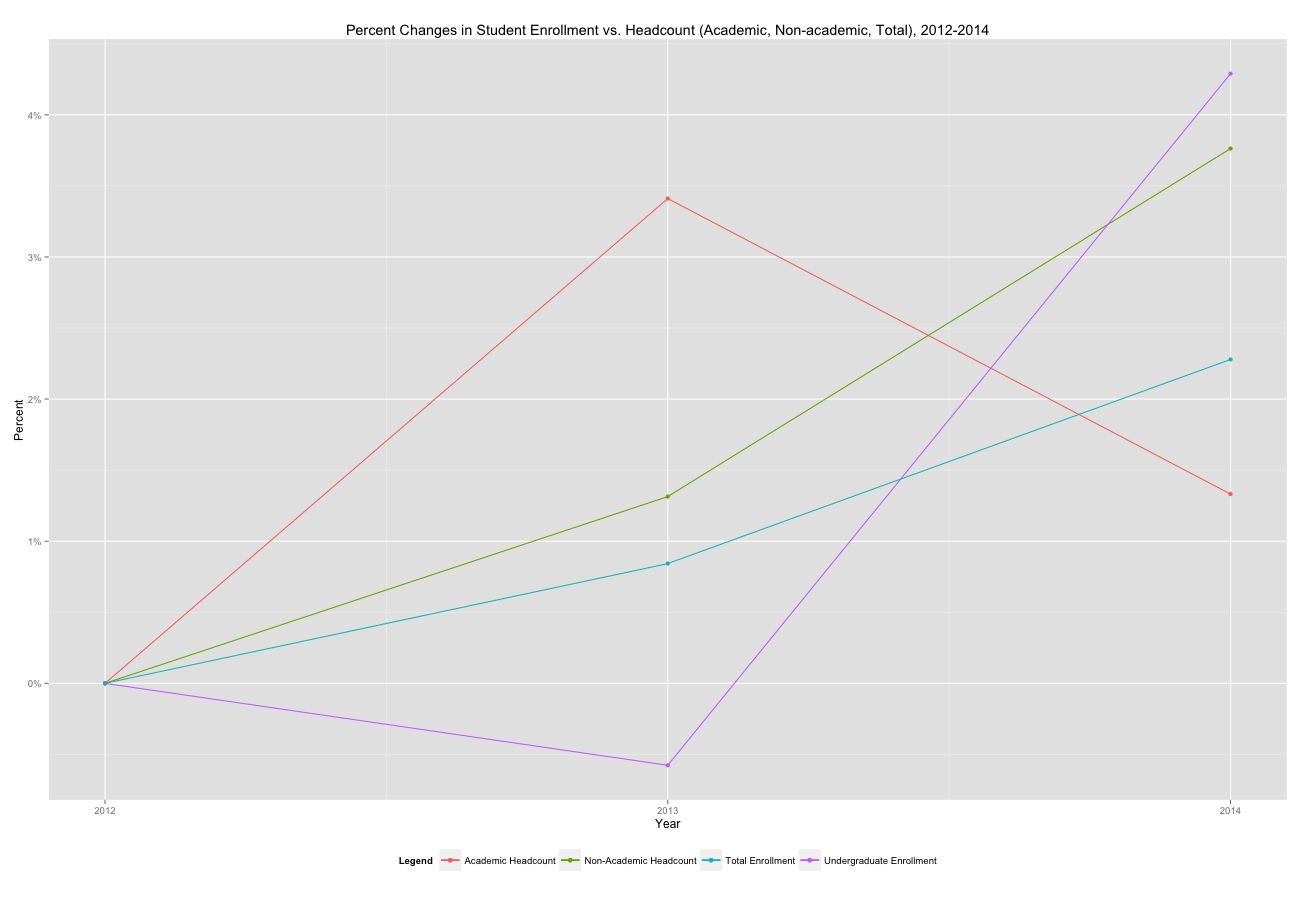 Percent Changes in Student Enrollment vs. Headcount (Academic, Non-academic, Total), 2012-2014
4%
3%
2%
1%
0%
Percent
2012 2013 2014
Year
Legend Academic Headcount Non-Academic Headcount Total Enrollment Undergraduate Enrollment